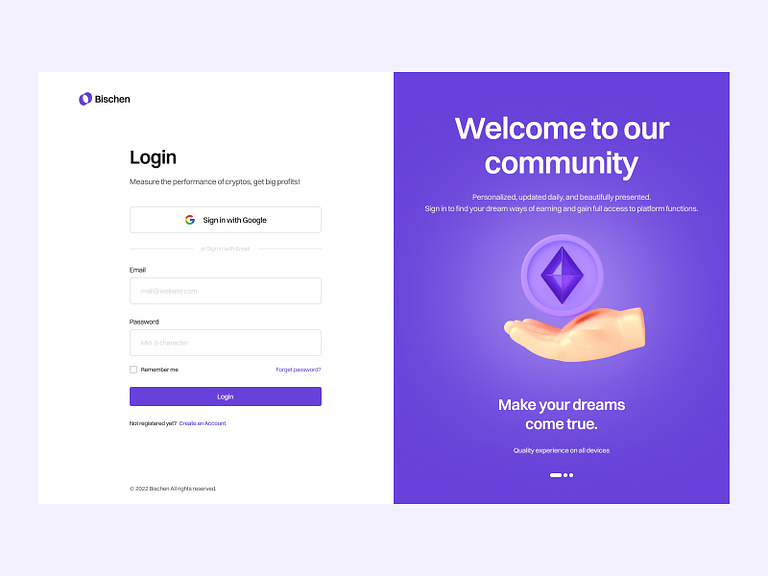 Bischen
Login
Measure the performance of cryptos, get big profits!
Sign in with Google
or Sign in with Email
Email
mail@website.com
Password
Min. 8 character
Remember me
Forget password?
Login
Not registered yet? Create an Account
© 2022 Bischen All rights reserved.
Welcome to our
community
Personalized, updated daily, and beautifully presented.
Sign in to find your dream ways of earning and gain full access to platform functions.
Make your dreams
come true.
Quality experience on all devices